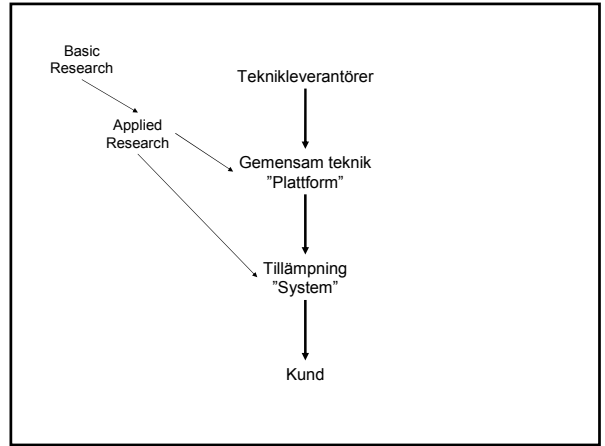 Basic
Research
Teknikleverantörer
Applied
Research
Gemensam teknik
”Plattform”
Tillämpning
”System”
Kund